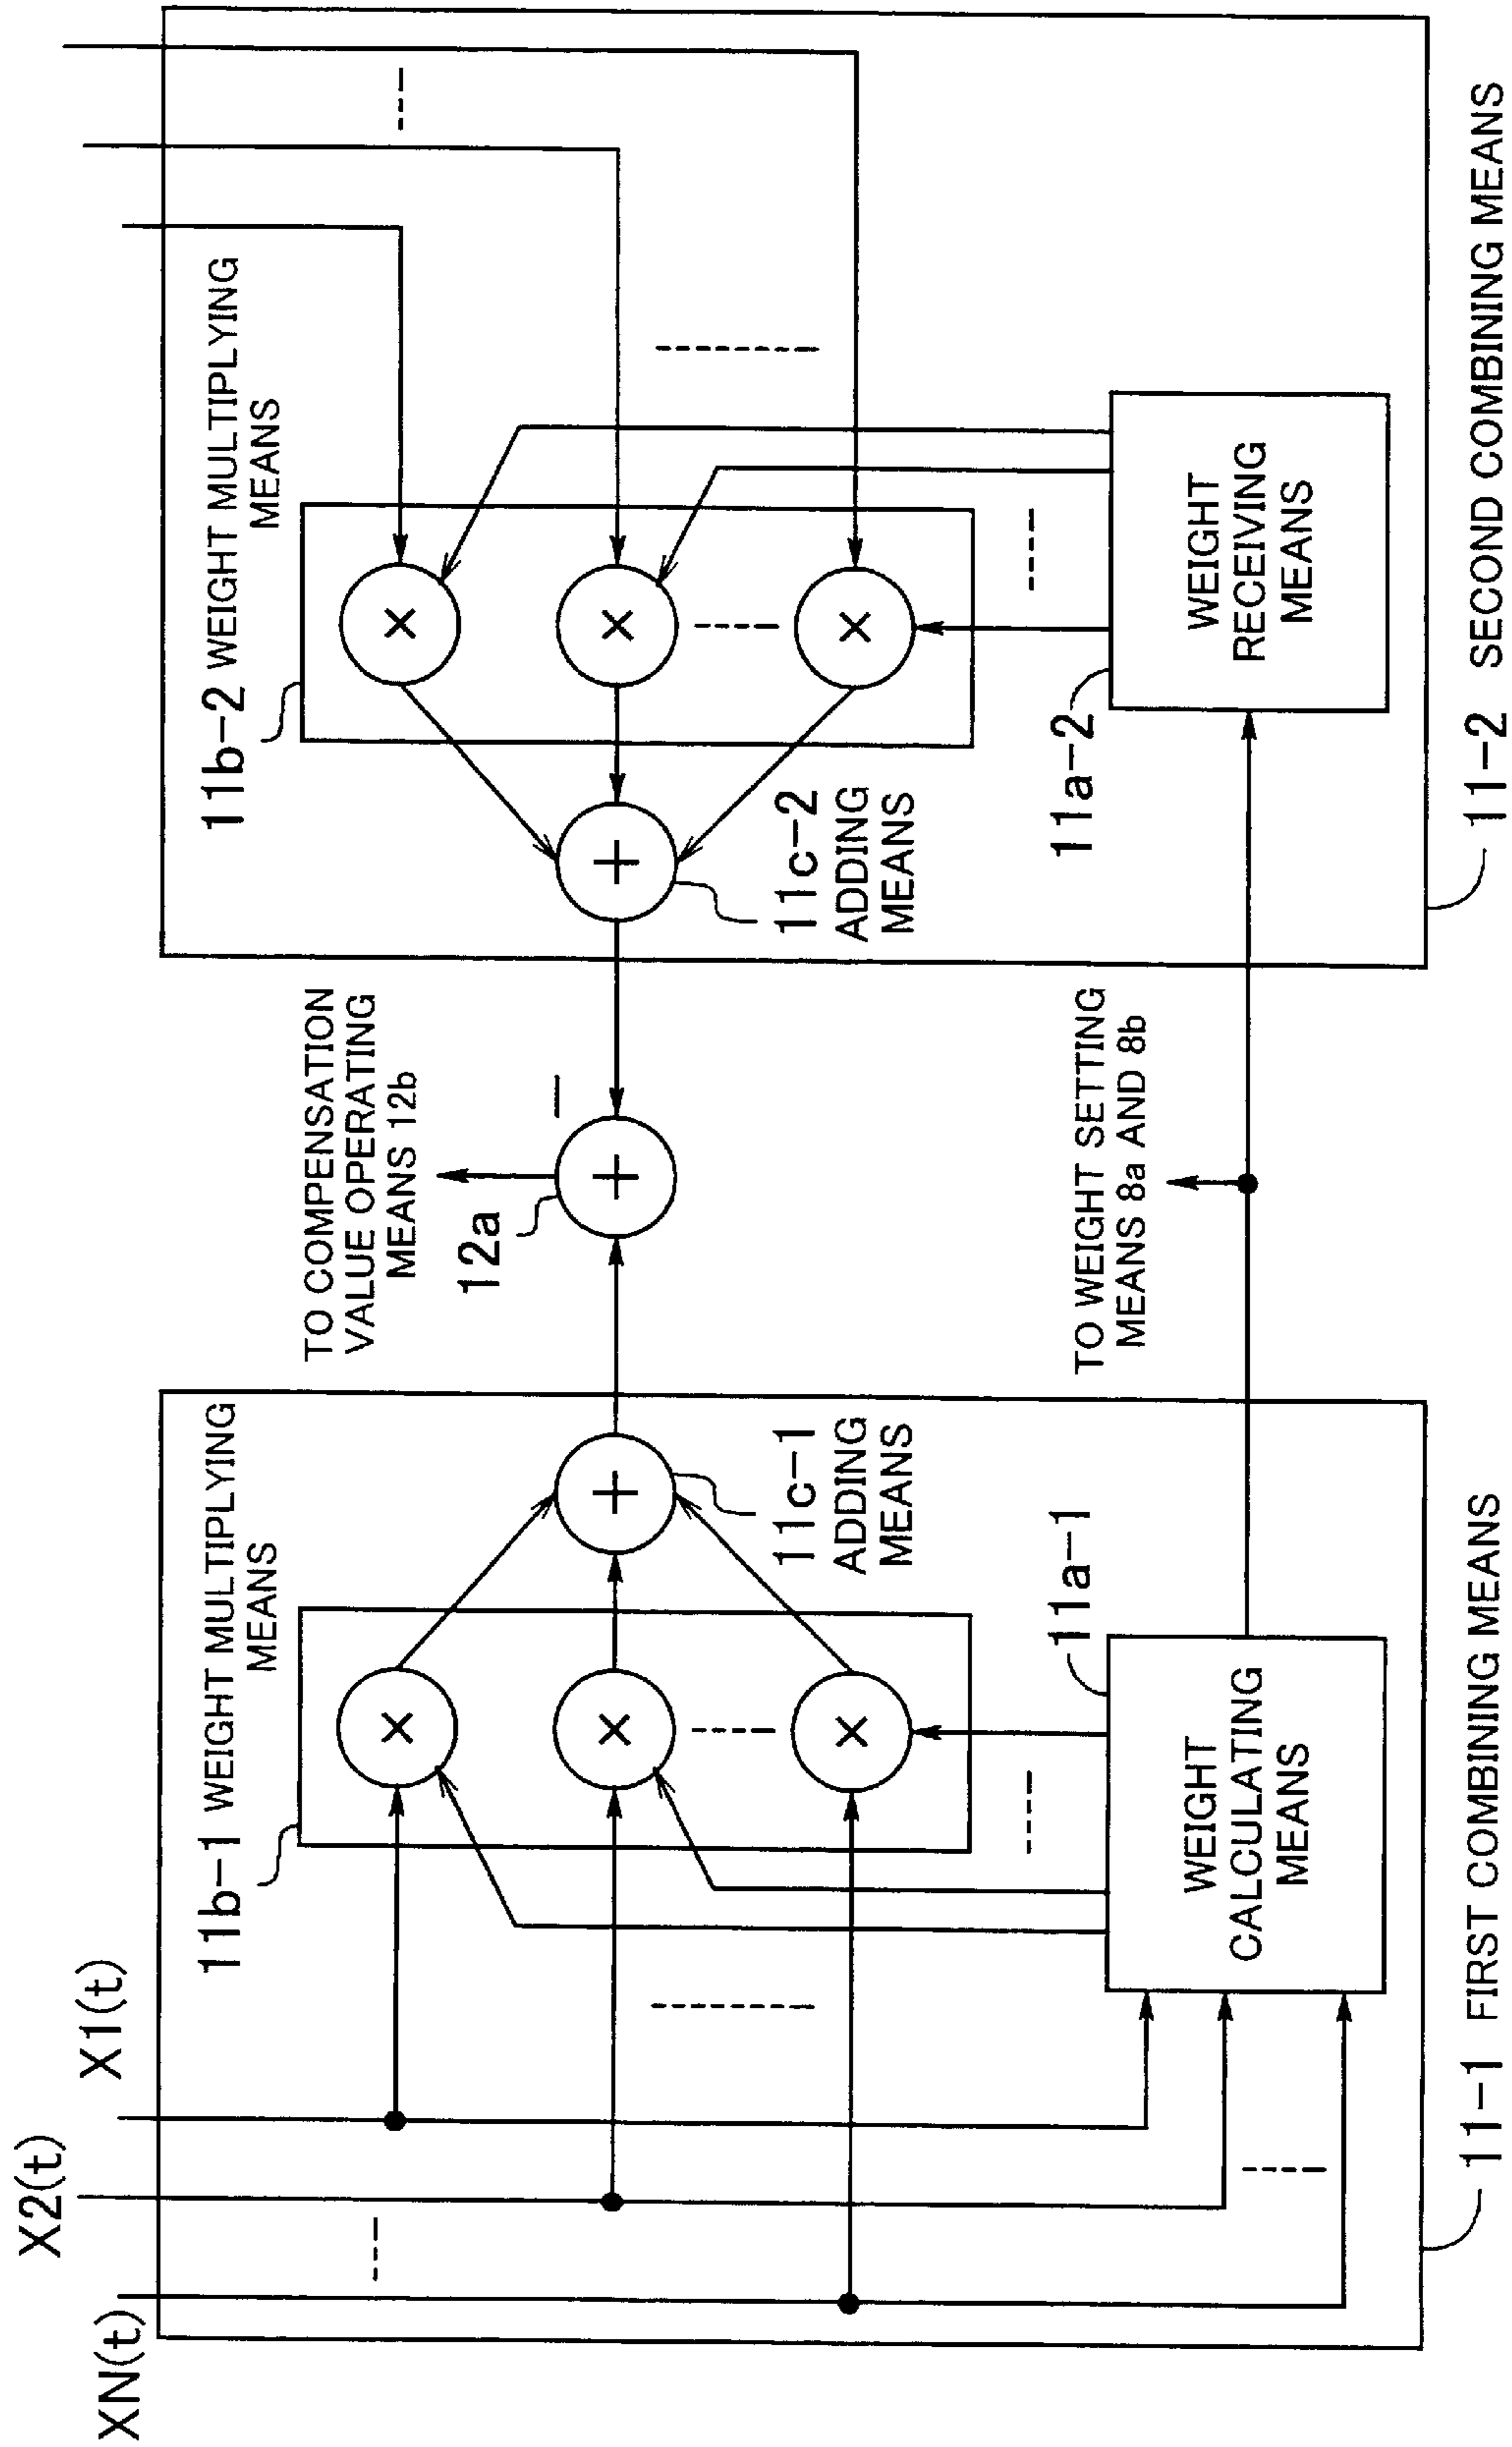 XN(t)
X2(t)
X1(t)
11b-1 WEIGHT MULTIPLYING
MEANS
11c-1
ADDING
MEANS
11a-1
WEIGHT
CALCULATING
MEANS
11-1 FIRST COMBINING MEANS
TO COMPENSATION
VALUE OPERATING
MEANS 12b
12a
+
+
−
TO WEIGHT SETTING
MEANS 8a AND 8b
11b-2 WEIGHT MULTIPLYING
MEANS
×
×
×
×
×
×
+
11c-2
ADDING
MEANS
11a-2
WEIGHT
RECEIVING
MEANS
11-2 SECOND COMBINING MEANS